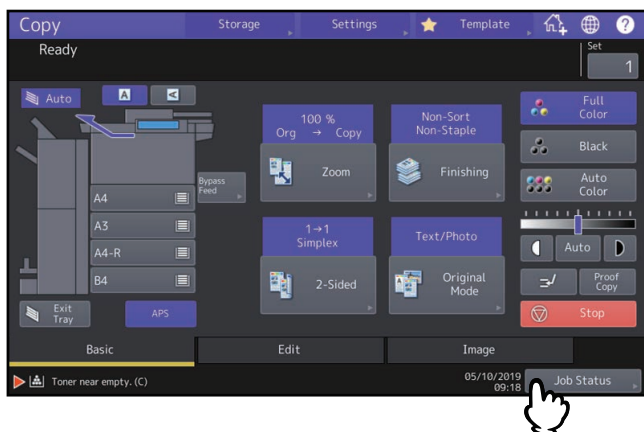 Copy
Storage
Settings
Template
?
Ready
Set
1
Auto
A
A
A4
A3
A4-R
B4
Bypass
Feed
Exit
Tray
APS
100 %
Org → Copy
Zoom
Non-Sort
Non-Staple
Finishing
1→1
Simplex
2-Sided
Text/Photo
Original
Mode
Full
Color
Black
Auto
Color
Auto
Proof
Copy
Stop
Basic
Edit
Image
Toner near empty. (C)
05/10/2019
09:18
Job Status